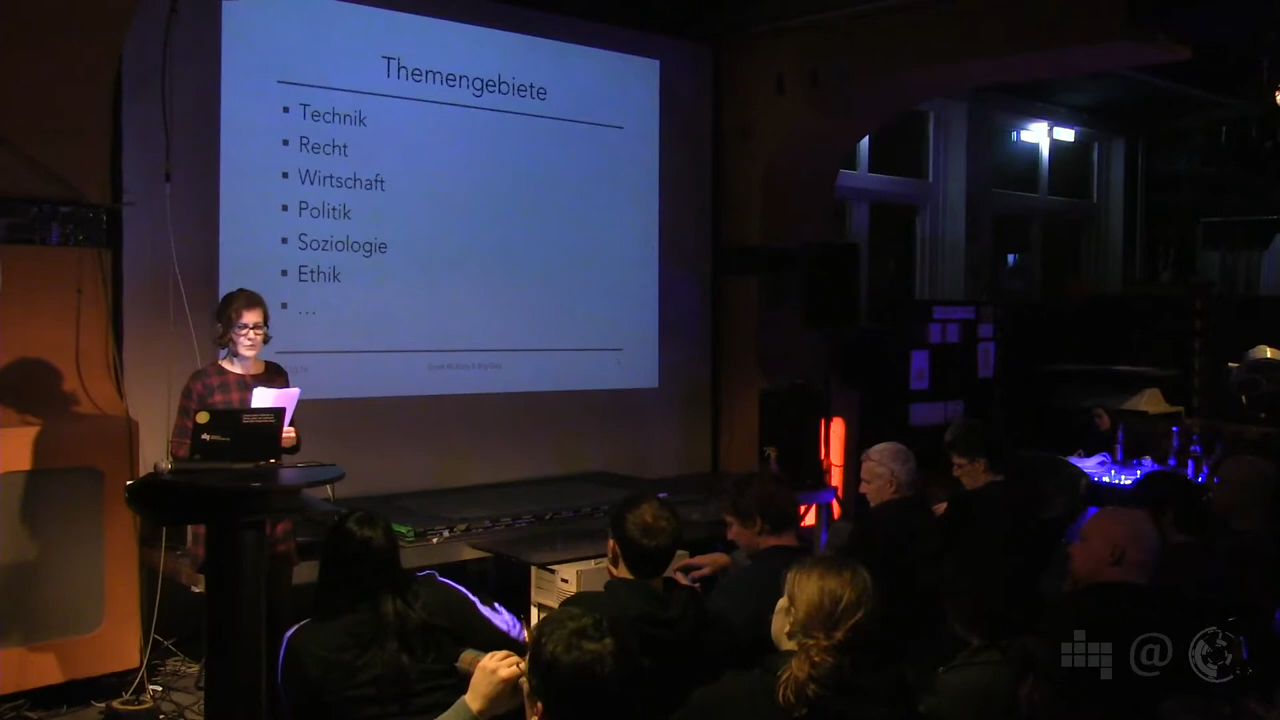 Themengebiete
▪ Technik
▪ Recht
▪ Wirtschaft
▪ Politik
▪ Soziologie
▪ Ethik
▪ ...
@